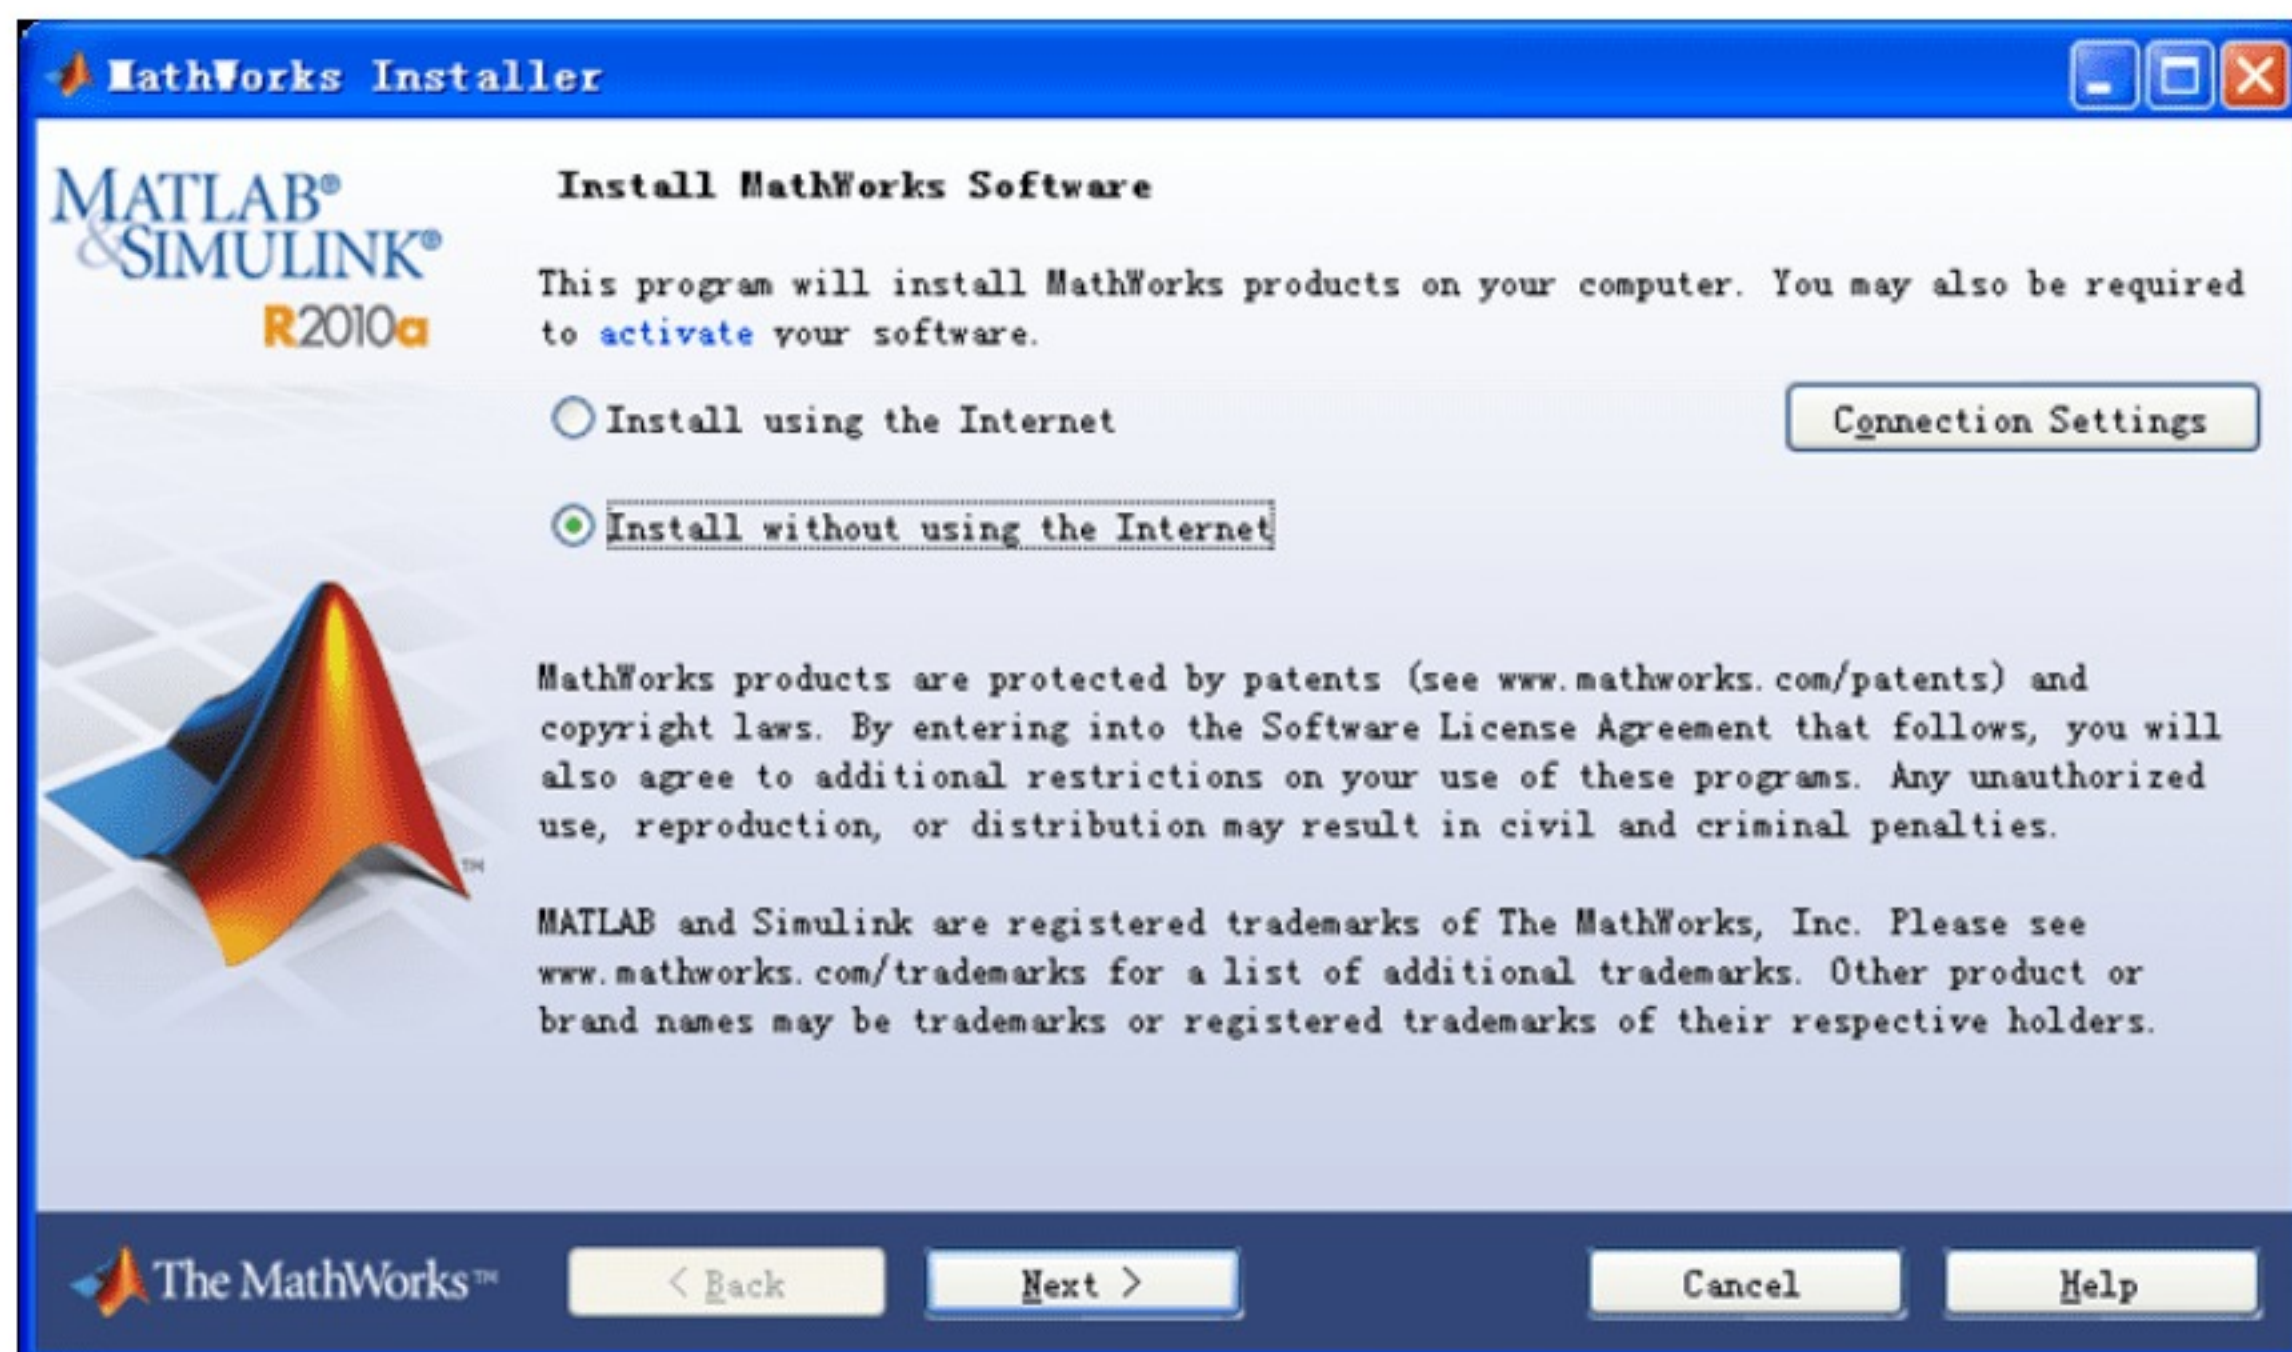 MathWorks Installer
MATLAB®
&SIMULINK®
R2010a
Install MathWorks Software
This program will install MathWorks products on your computer. You may also be required
to activate your software.
Install using the Internet
Connection Settings
Install without using the Internet
MathWorks products are protected by patents (see www.mathworks.com/patents) and
copyright laws. By entering into the Software License Agreement that follows, you will
also agree to additional restrictions on your use of these programs. Any unauthorized
use, reproduction, or distribution may result in civil and criminal penalties.
TM
MATLAB and Simulink are registered trademarks of The MathWorks, Inc. Please see
www.mathworks.com/trademarks for a list of additional trademarks. Other product or
brand names may be trademarks or registered trademarks of their respective holders.
The MathWorks™
< Back
Next >
Cancel
Help